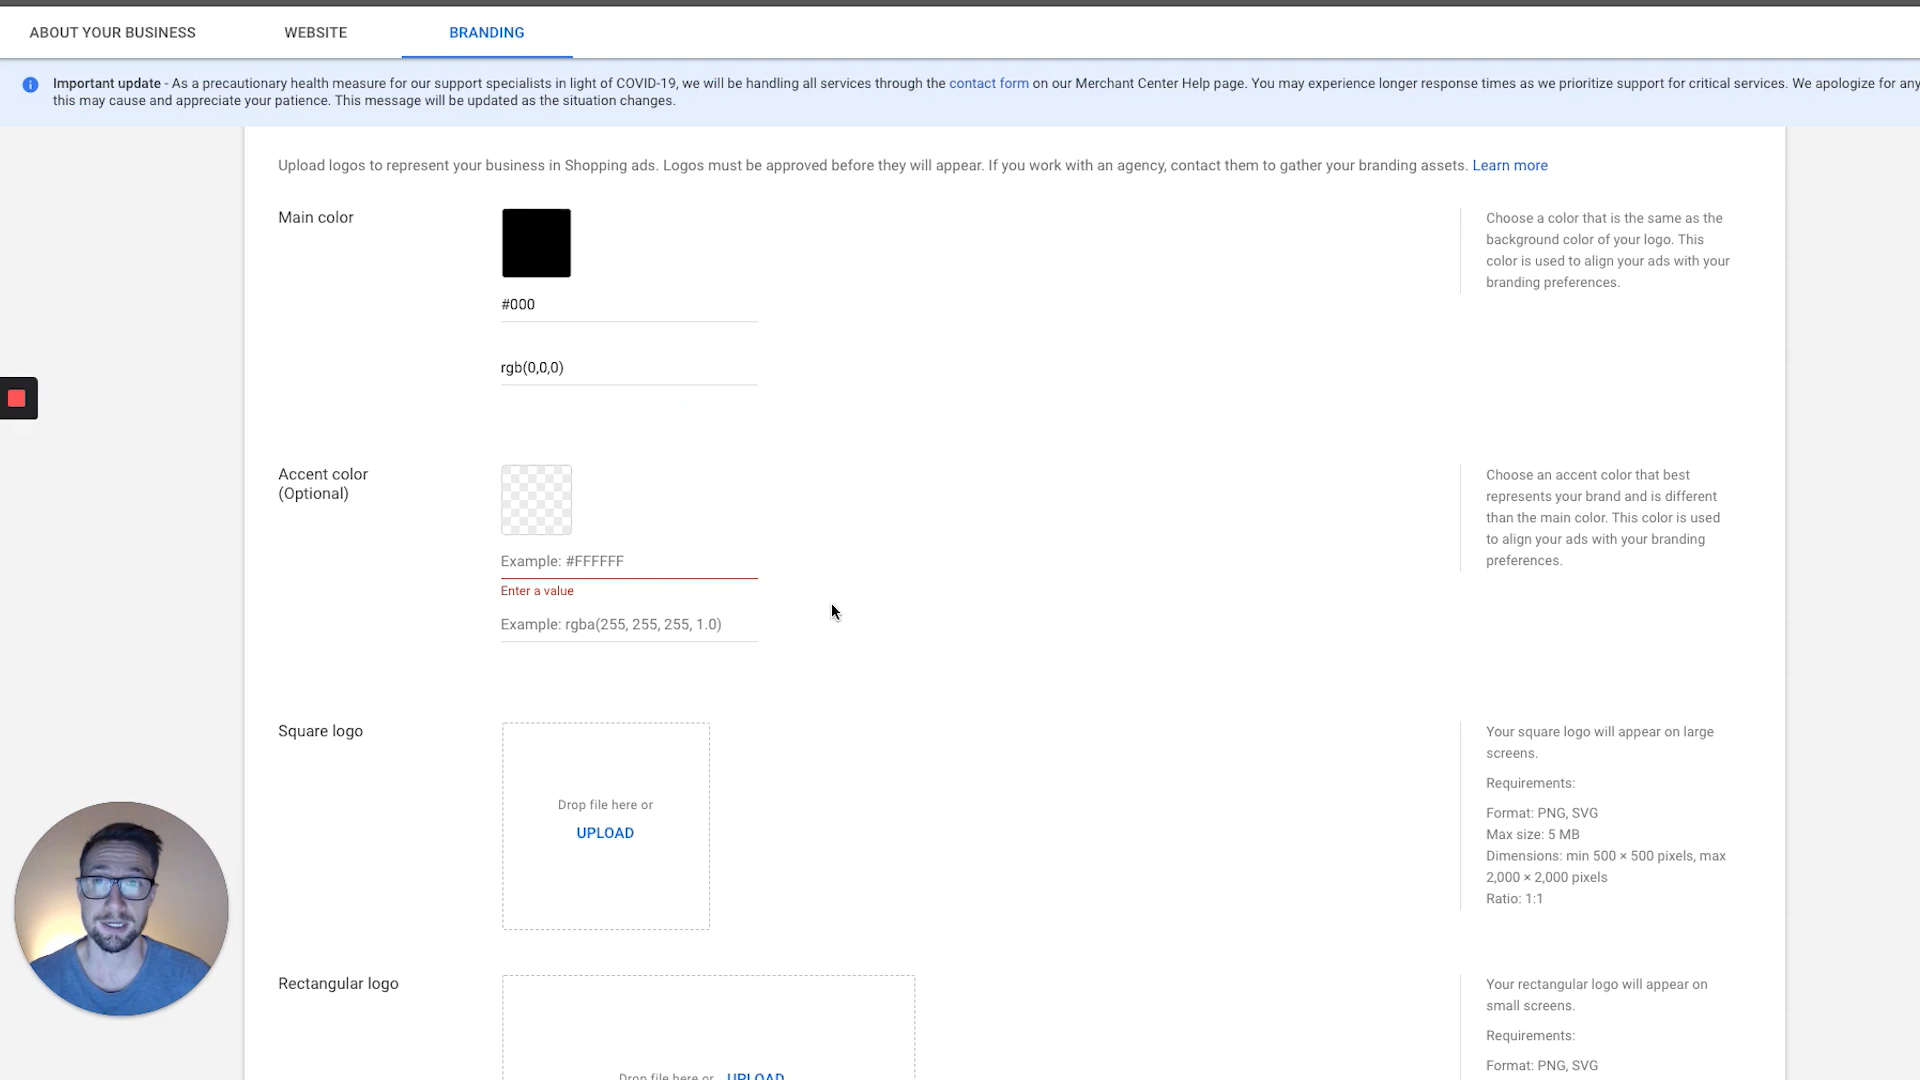 ABOUT YOUR BUSINESS
WEBSITE
BRANDING
Important update - As a precautionary health measure for our support specialists in light of COVID-19, we will be handling all services through the contact form on our Merchant Center Help page. You may experience longer response times as we prioritize support for critical services. We apologize for any
this may cause and appreciate your patience. This message will be updated as the situation changes.
Upload logos to represent your business in Shopping ads. Logos must be approved before they will appear. If you work with an agency, contact them to gather your branding assets. Learn more
Main color
#000
rgb(0,0,0)
Choose a color that is the same as the
background color of your logo. This
color is used to align your ads with your
branding preferences.
Accent color
(Optional)
Example: #FFFFFF
Enter a value
Example: rgba(255, 255, 255, 1.0)
Choose an accent color that best
represents your brand and is different
than the main color. This color is used
to align your ads with your branding
preferences.
Square logo
Drop file here or
UPLOAD
Your square logo will appear on large
screens.
Requirements:
Format: PNG, SVG
Max size: 5 MB
Dimensions: min 500 × 500 pixels, max
2,000 × 2,000 pixels
Ratio: 1:1
Rectangular logo
Drop file here or UPLOAD
Your rectangular logo will appear on
small screens.
Requirements:
Format: PNG, SVG